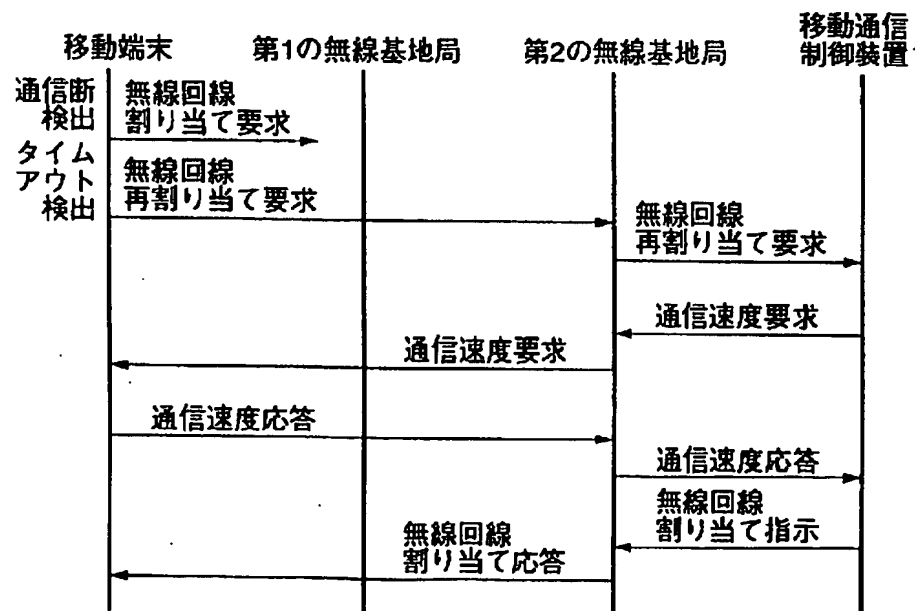 移動端末
第1の無線基地局
第2の無線基地局
移動通信
制御装置
通信断
検出
無線回線
割り当て要求
タイム
アウト
検出
無線回線
再割り当て要求
無線回線
再割り当て要求
通信速度要求
通信速度要求
通信速度応答
通信速度応答
無線回線
割り当て指示
無線回線
割り当て応答